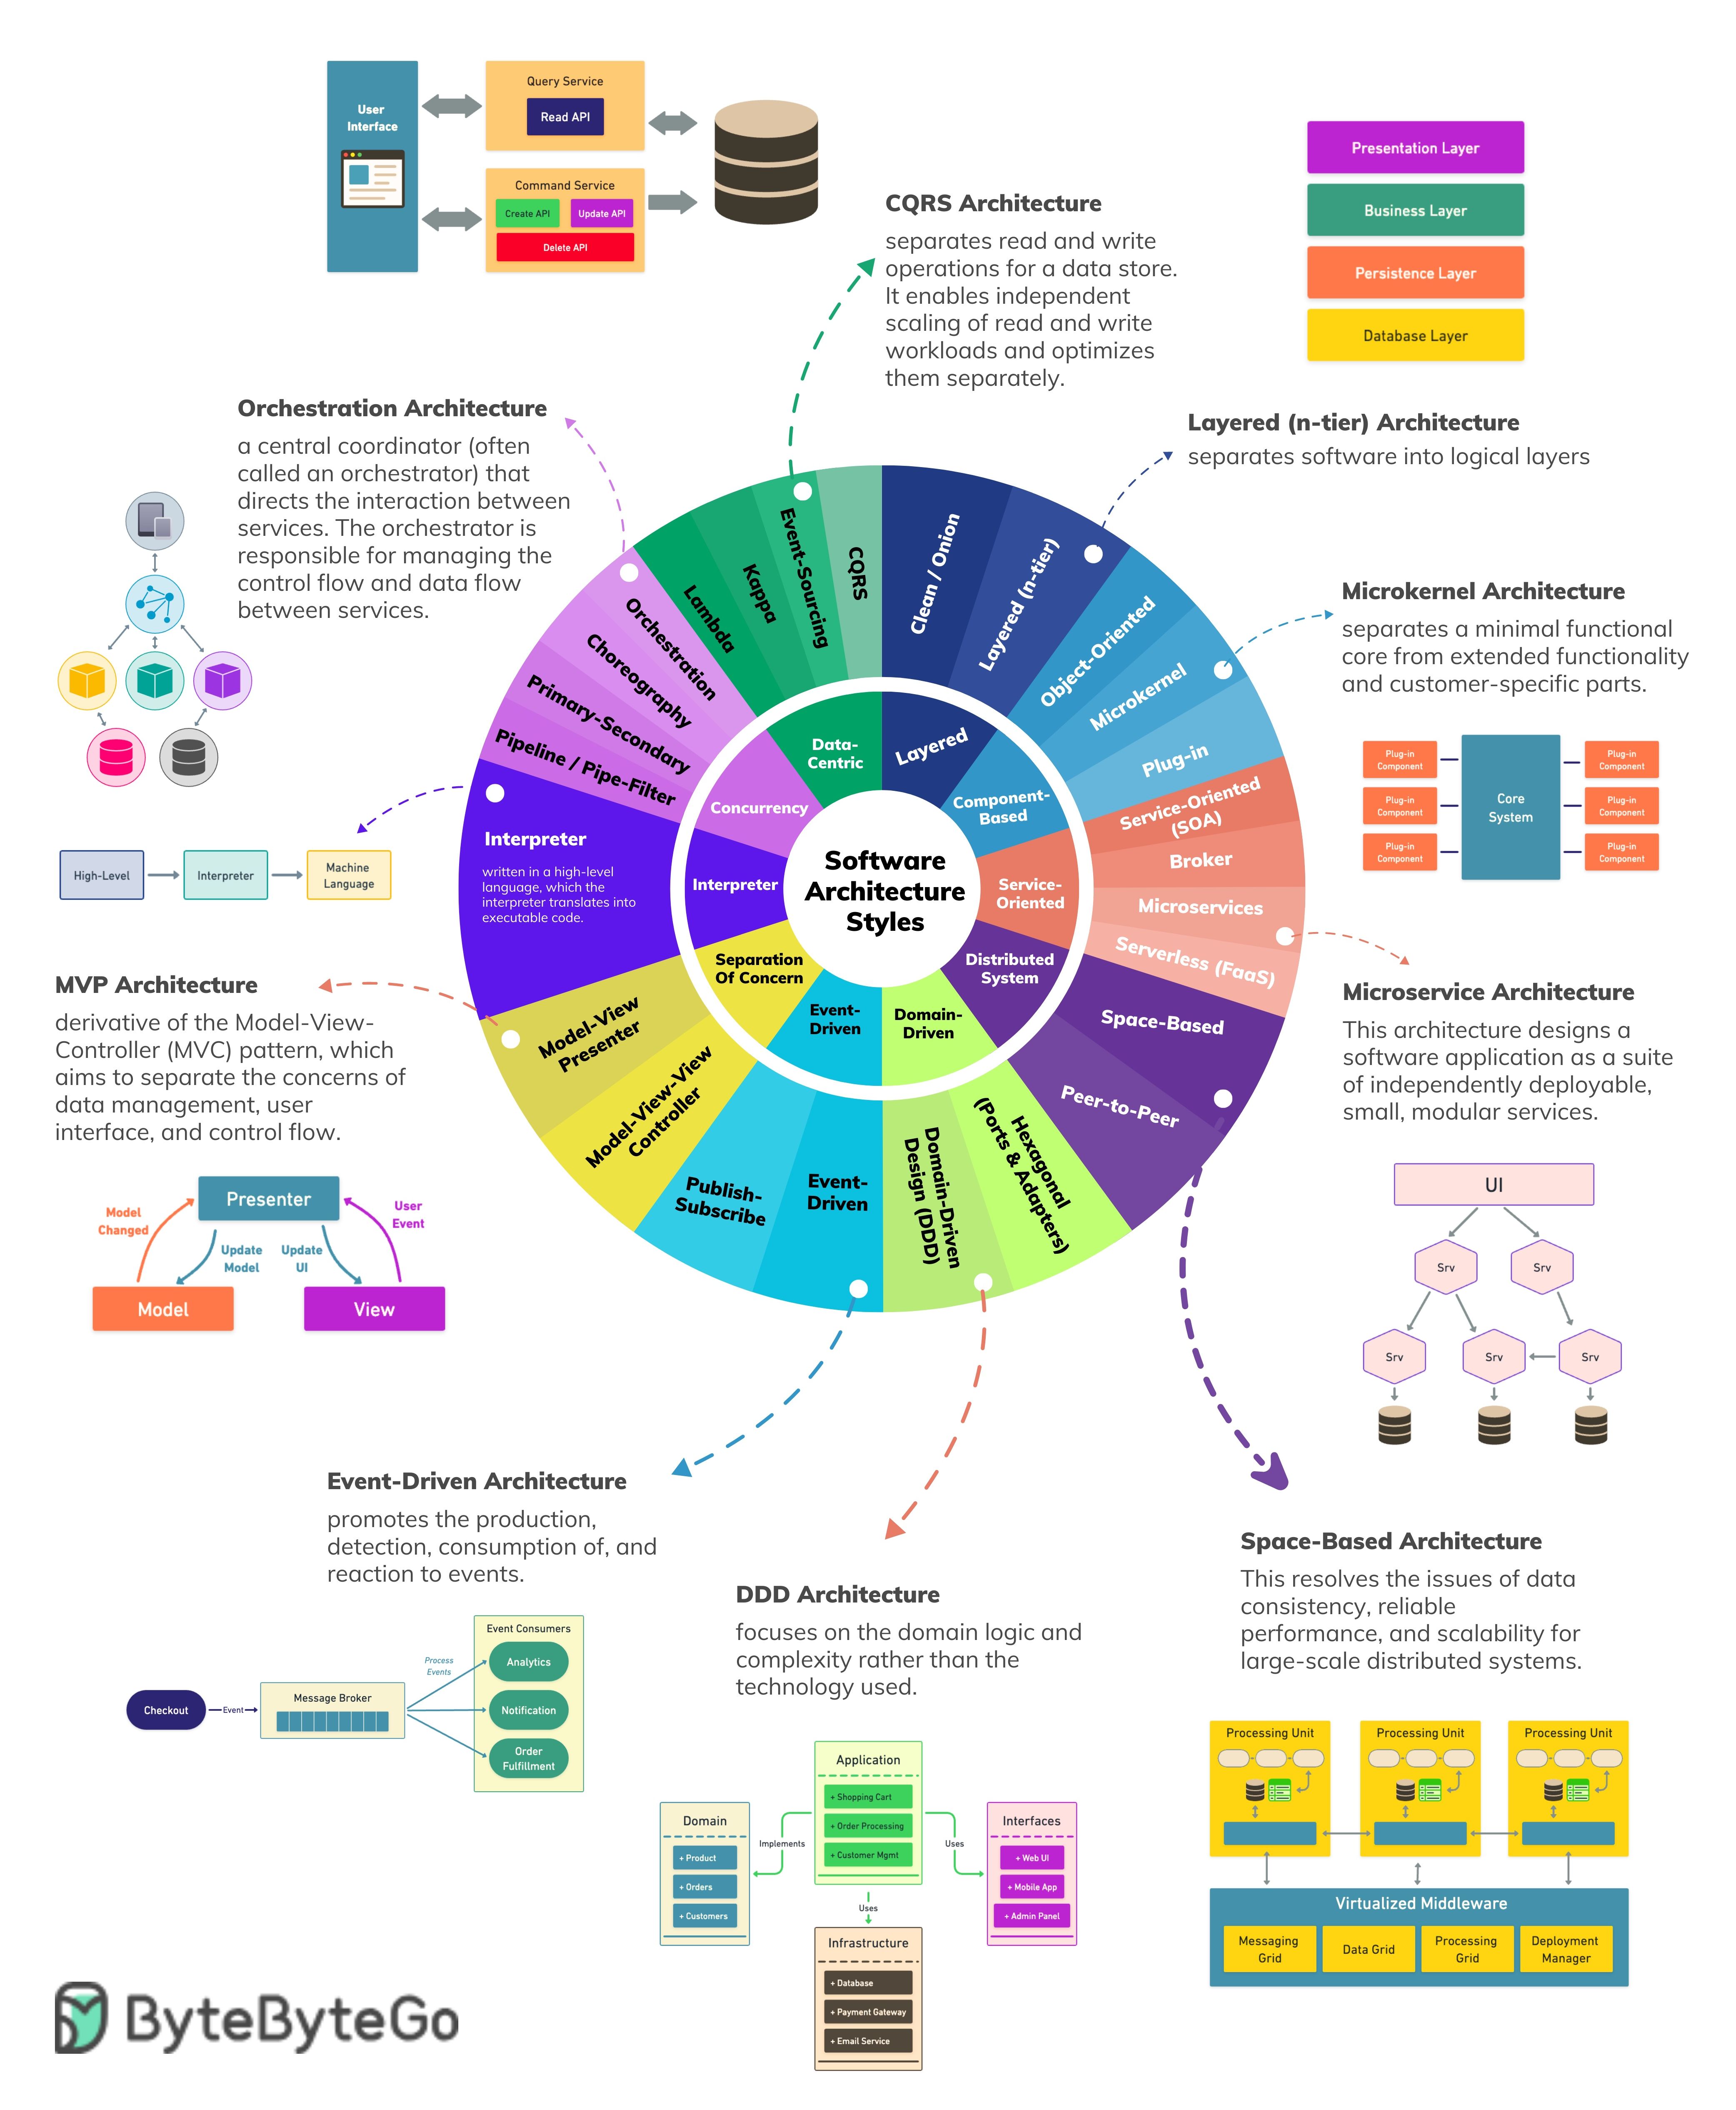 User
Interface
Query Service
Read API
Command Service
Create API
Update API
Delete API
CQRS Architecture
separates read and write
operations for a data store.
It enables independent
scaling of read and write
workloads and optimizes
them separately.
Presentation Layer
Business Layer
Persistence Layer
Database Layer
Orchestration Architecture
a central coordinator (often
called an orchestrator) that
directs the interaction between
services. The orchestrator is
responsible for managing the
control flow and data flow
between services.
Layered (n-tier) Architecture
separates software into logical layers
Microkernel Architecture
separates a minimal functional
core from extended functionality
and customer-specific parts.
Plug-in
Component
Plug-in
Component
Plug-in
Component
Core
System
Plug-in
Component
Plug-in
Component
Plug-in
Component
Software
Architecture
Styles
Layered
Component-
Based
Service-
Oriented
Distributed
System
Domain-
Driven
Event-
Driven
Separation
Of Concern
Interpreter
Concurrency
Data-
Centric
Clean / Onion
Layered (n-tier)
Object-Oriented
Microkernel
Plug-in
Service-Oriented
(SOA)
Broker
Microservices
Serverless (FaaS)
Space-Based
Peer-to-Peer
Hexagonal
(Ports & Adapters)
Domain-Driven
Design (DDD)
Event-
Driven
Publish-
Subscribe
Model-View-View
Controller
Model-View
Presenter
Interpreter
written in a high-level
language, which the
interpreter translates into
executable code.
Pipeline / Pipe-Filter
Primary-Secondary
Choreography
Orchestration
Lambda
Kappa
Event-Sourcing
CQRS
High-Level
Interpreter
Machine
Language
MVP Architecture
derivative of the Model-View-
Controller (MVC) pattern, which
aims to separate the concerns of
data management, user
interface, and control flow.
Presenter
Model
Changed
User
Event
Update
Model
Update
UI
Model
View
Microservice Architecture
This architecture designs a
software application as a suite
of independently deployable,
small, modular services.
UI
Srv
Srv
Srv
Srv
Srv
Event-Driven Architecture
promotes the production,
detection, consumption of, and
reaction to events.
Checkout
Event
Message Broker
Process
Events
Event Consumers
Analytics
Notification
Order
Fulfillment
DDD Architecture
focuses on the domain logic and
complexity rather than the
technology used.
Application
+ Shopping Cart
+ Order Processing
+ Customer Mgmt
Domain
+ Product
+ Orders
+ Customers
Implements
Uses
Uses
Interfaces
+ Web UI
+ Mobile App
+ Admin Panel
Infrastructure
+ Database
+ Payment Gateway
+ Email Service
Space-Based Architecture
This resolves the issues of data
consistency, reliable
performance, and scalability for
large-scale distributed systems.
Processing Unit
Processing Unit
Processing Unit
Virtualized Middleware
Messaging
Grid
Data Grid
Processing
Grid
Deployment
Manager
ByteByteGo